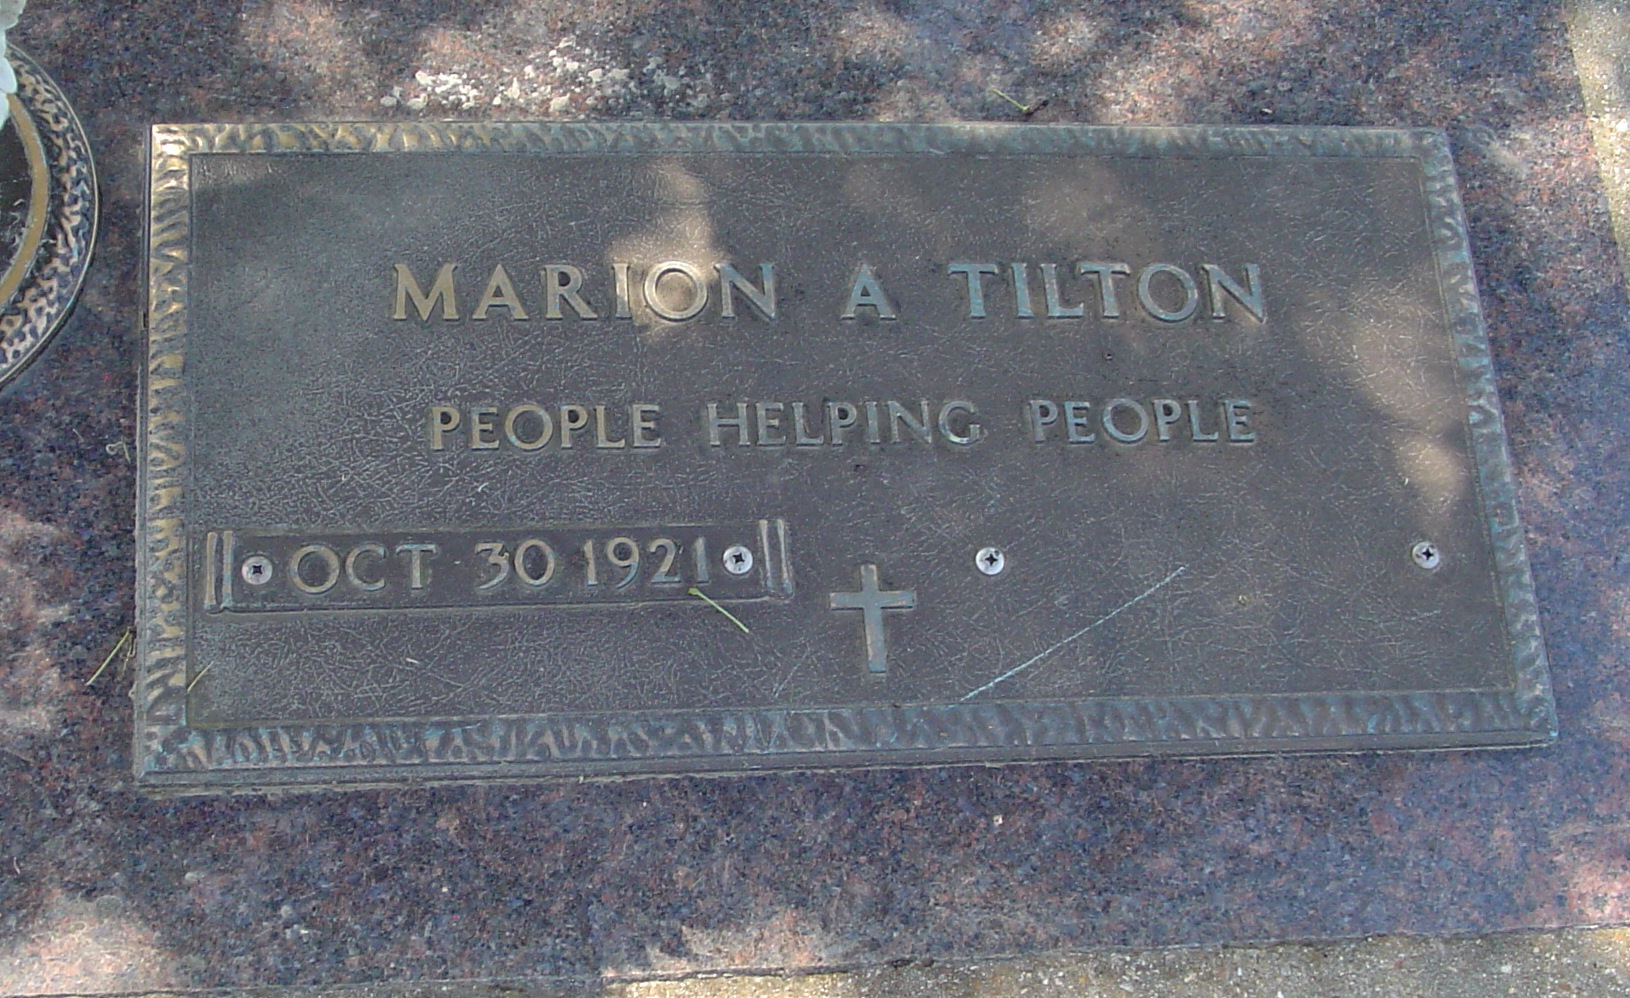 MARION A TILTON
PEOPLE HELPING PEOPLE
OCT 30 1921